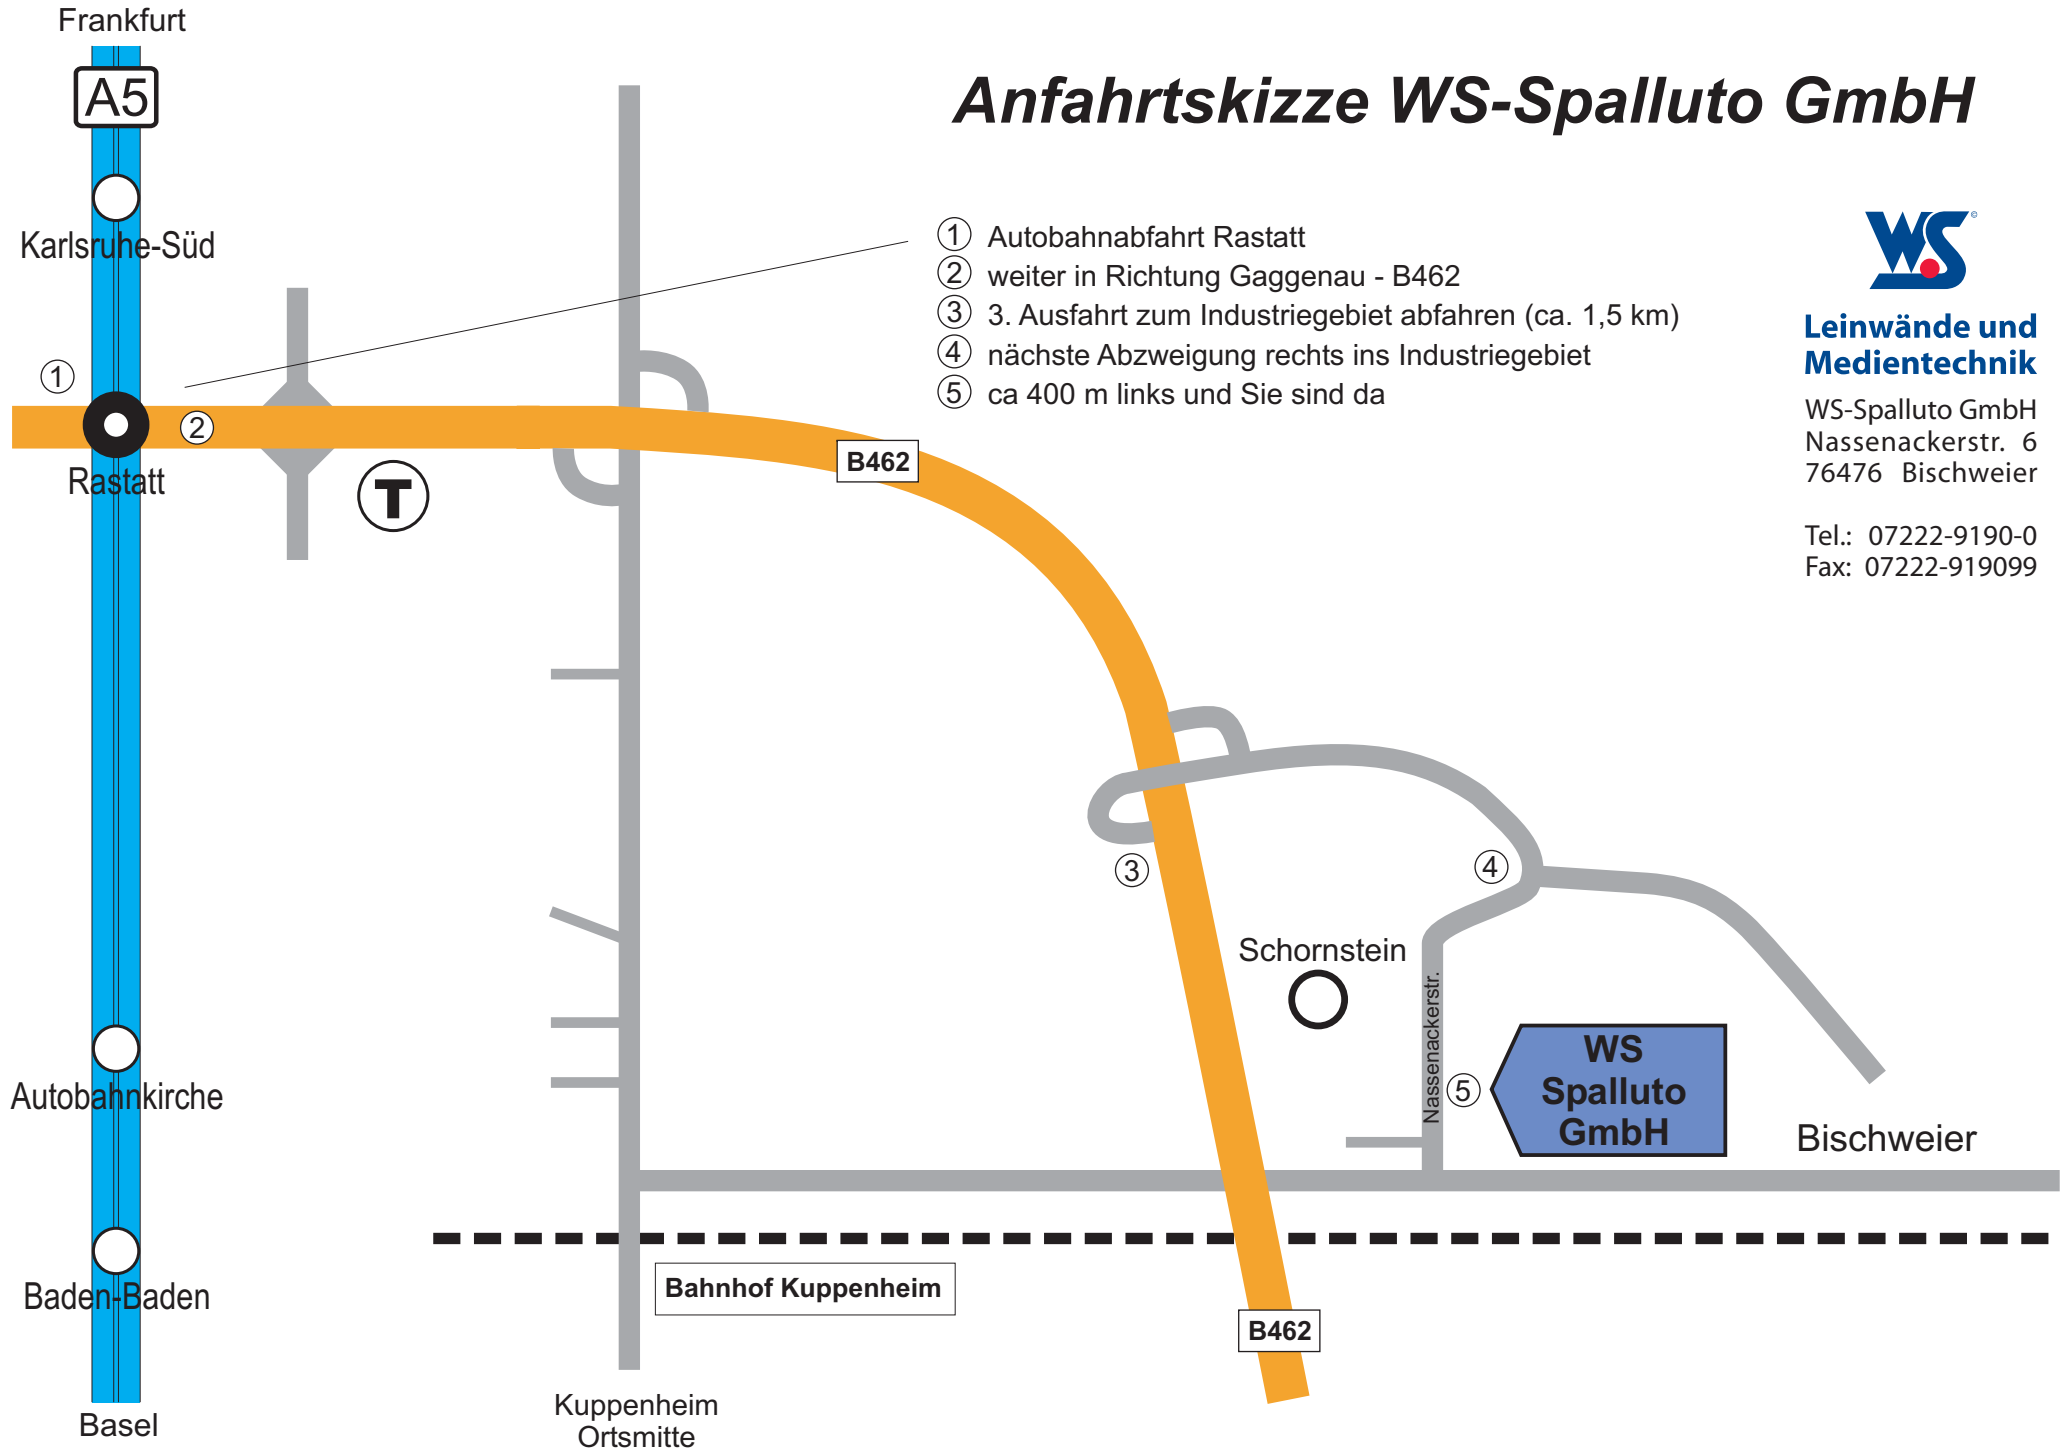 Frankfurt
A5
Karlsruhe-Süd
1
2
Rastatt
T
Autobahnkirche
Baden-Baden
Basel
Anfahrtskizze WS-Spalluto GmbH
1 Autobahnabfahrt Rastatt
2 weiter in Richtung Gaggenau - B462
3 3. Ausfahrt zum Industriegebiet abfahren (ca. 1,5 km)
4 nächste Abzweigung rechts ins Industriegebiet
5 ca 400 m links und Sie sind da
WS©
Leinwände und
Medientechnik
WS-Spalluto GmbH
Nassenackerstr. 6
76476 Bischweier
Tel.: 07222-9190-0
Fax: 07222-919099
B462
3
4
Schornstein
Nassenackerstr.
5
WS
Spalluto
GmbH
Bischweier
Bahnhof Kuppenheim
B462
Kuppenheim
Ortsmitte